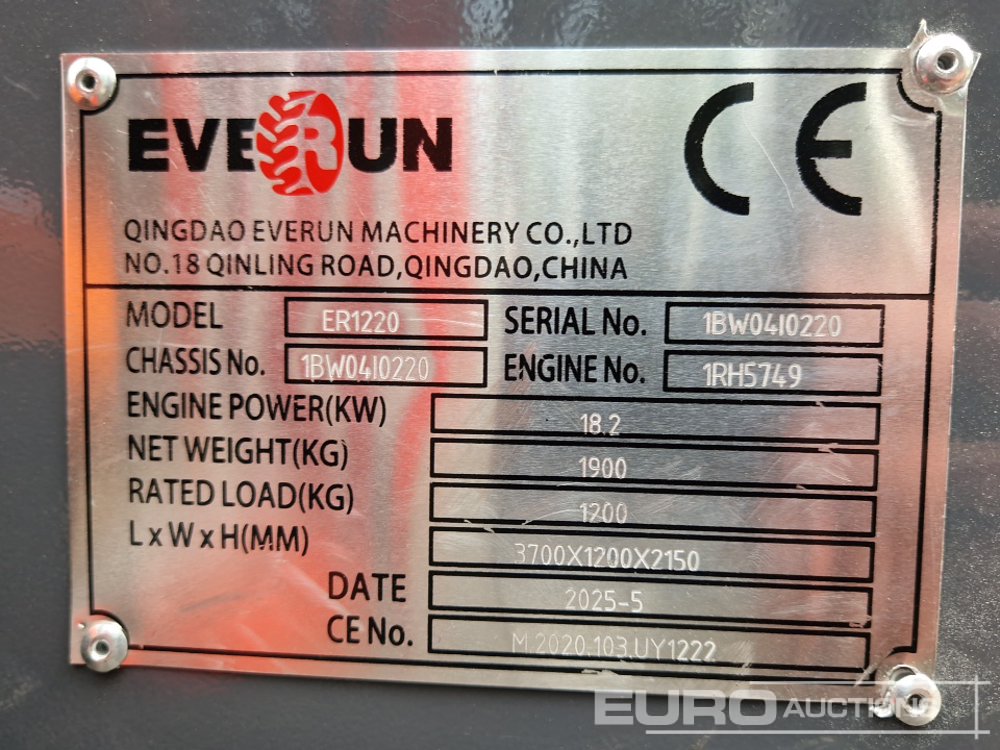 EVERUN
CE
QINGDAO EVERUN MACHINERY CO.,LTD
NO.18 QINLING ROAD,QINGDAO,CHINA
MODEL ER1220 SERIAL No. 1BW04I0220
CHASSIS No. 1BW04I0220 ENGINE No. 1RH5749
ENGINE POWER(KW) 18.2
NET WEIGHT(KG) 1900
RATED LOAD(KG) 1200
L x W x H(MM) 3700X1200X2150
DATE 2025-5
CE No. M.2020.103.UY1222
EURO AUCTIONS